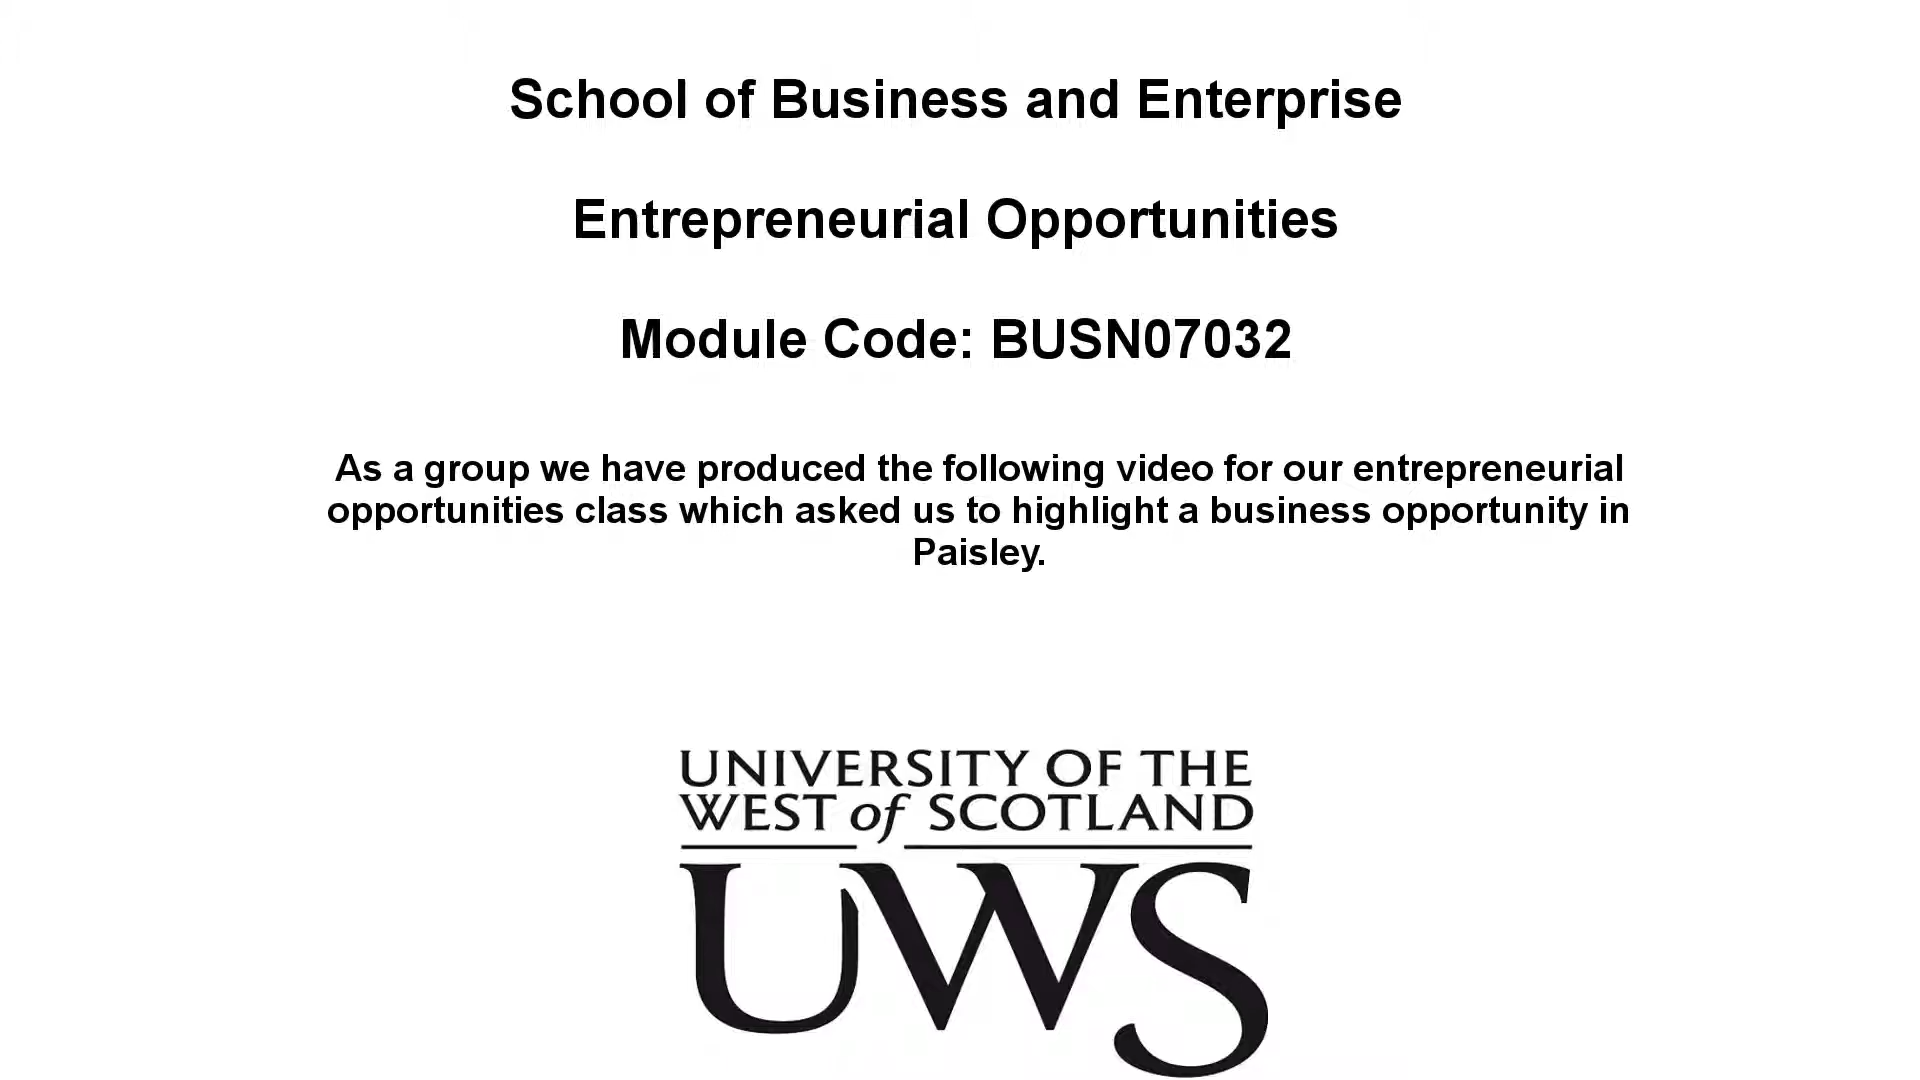 School of Business and Enterprise
Entrepreneurial Opportunities
Module Code: BUSN07032
As a group we have produced the following video for our entrepreneurial
opportunities class which asked us to highlight a business opportunity in
Paisley.
UNIVERSITY OF THE
WEST of SCOTLAND
UWS